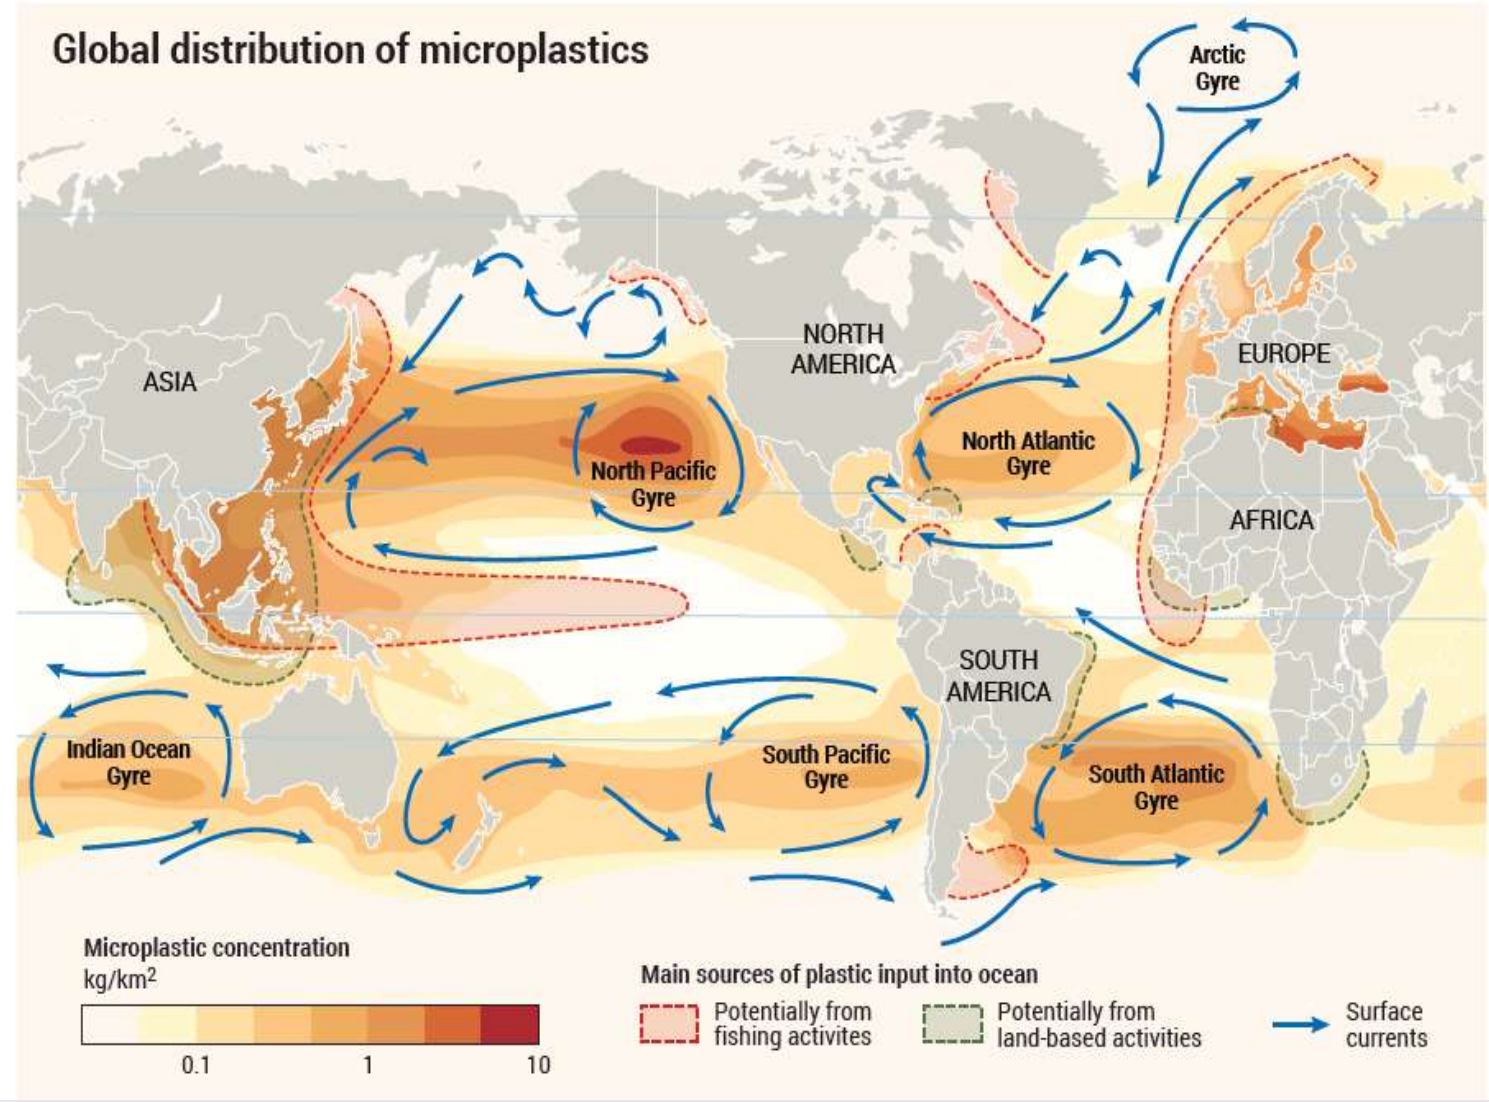 Global distribution of microplastics
Arctic
Gyre
NORTH
AMERICA
EUROPE
ASIA
North Atlantic
Gyre
North Pacific
Gyre
AFRICA
SOUTH
AMERICA
Indian Ocean
Gyre
South Pacific
Gyre
South Atlantic
Gyre
Microplastic concentration
kg/km²
0.1
1
10
Main sources of plastic input into ocean
Potentially from
fishing activites
Potentially from
land-based activities
Surface
currents